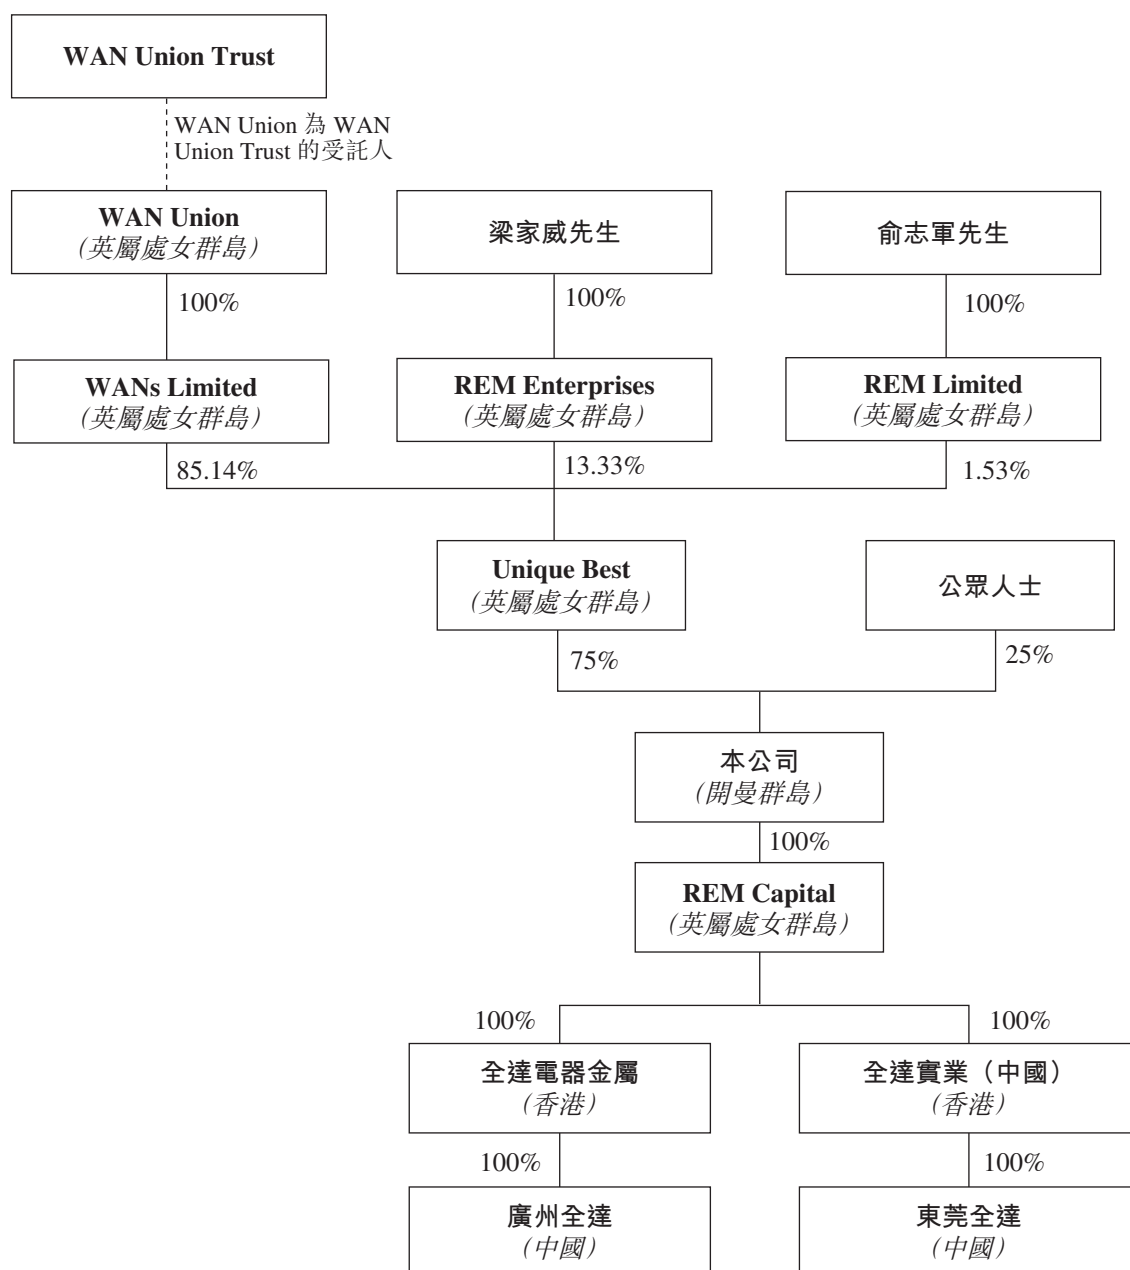 WAN Union Trust
WAN Union 為 WAN
Union Trust 的受託人
WAN Union
(英屬處女群島)
梁家威先生
俞志軍先生
100%
100%
100%
WANs Limited
(英屬處女群島)
REM Enterprises
(英屬處女群島)
REM Limited
(英屬處女群島)
85.14%
13.33%
1.53%
Unique Best
(英屬處女群島)
公眾人士
75%
25%
本公司
(開曼群島)
100%
REM Capital
(英屬處女群島)
100%
100%
全達電器金屬
(香港)
全達實業（中國）
(香港)
100%
100%
廣州全達
(中國)
東莞全達
(中國)